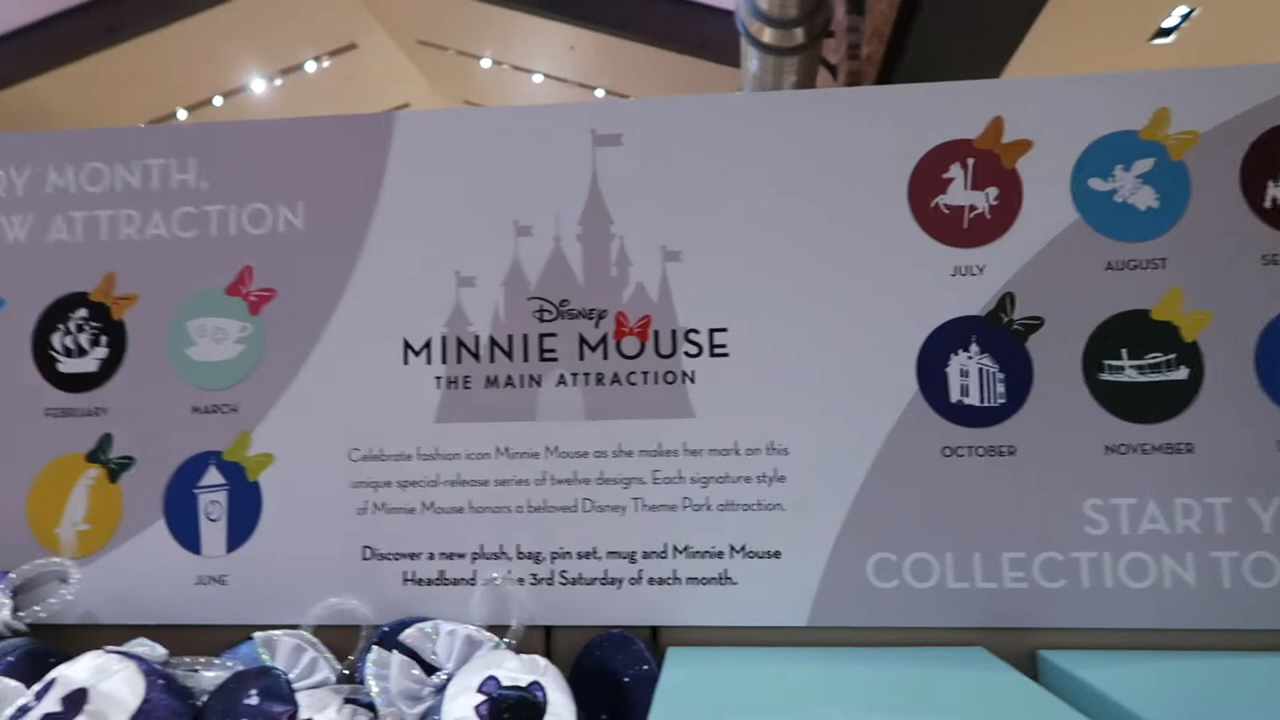 MONTH.
ATTRACTION
FEBRUARY
MARCH
JUNE
Disney
MINNIE MOUSE
THE MAIN ATTRACTION
Celebrate fashion icon Minnie Mouse as she makes her mark on this
unique special-release series of twelve designs. Each signature style
of Minnie Mouse honors a beloved Disney Theme Park attraction.
Discover a new plush, bag, pin set, mug and Minnie Mouse
Headband 3rd Saturday of each month.
JULY
AUGUST
OCTOBER
NOVEMBER
START
COLLECTION